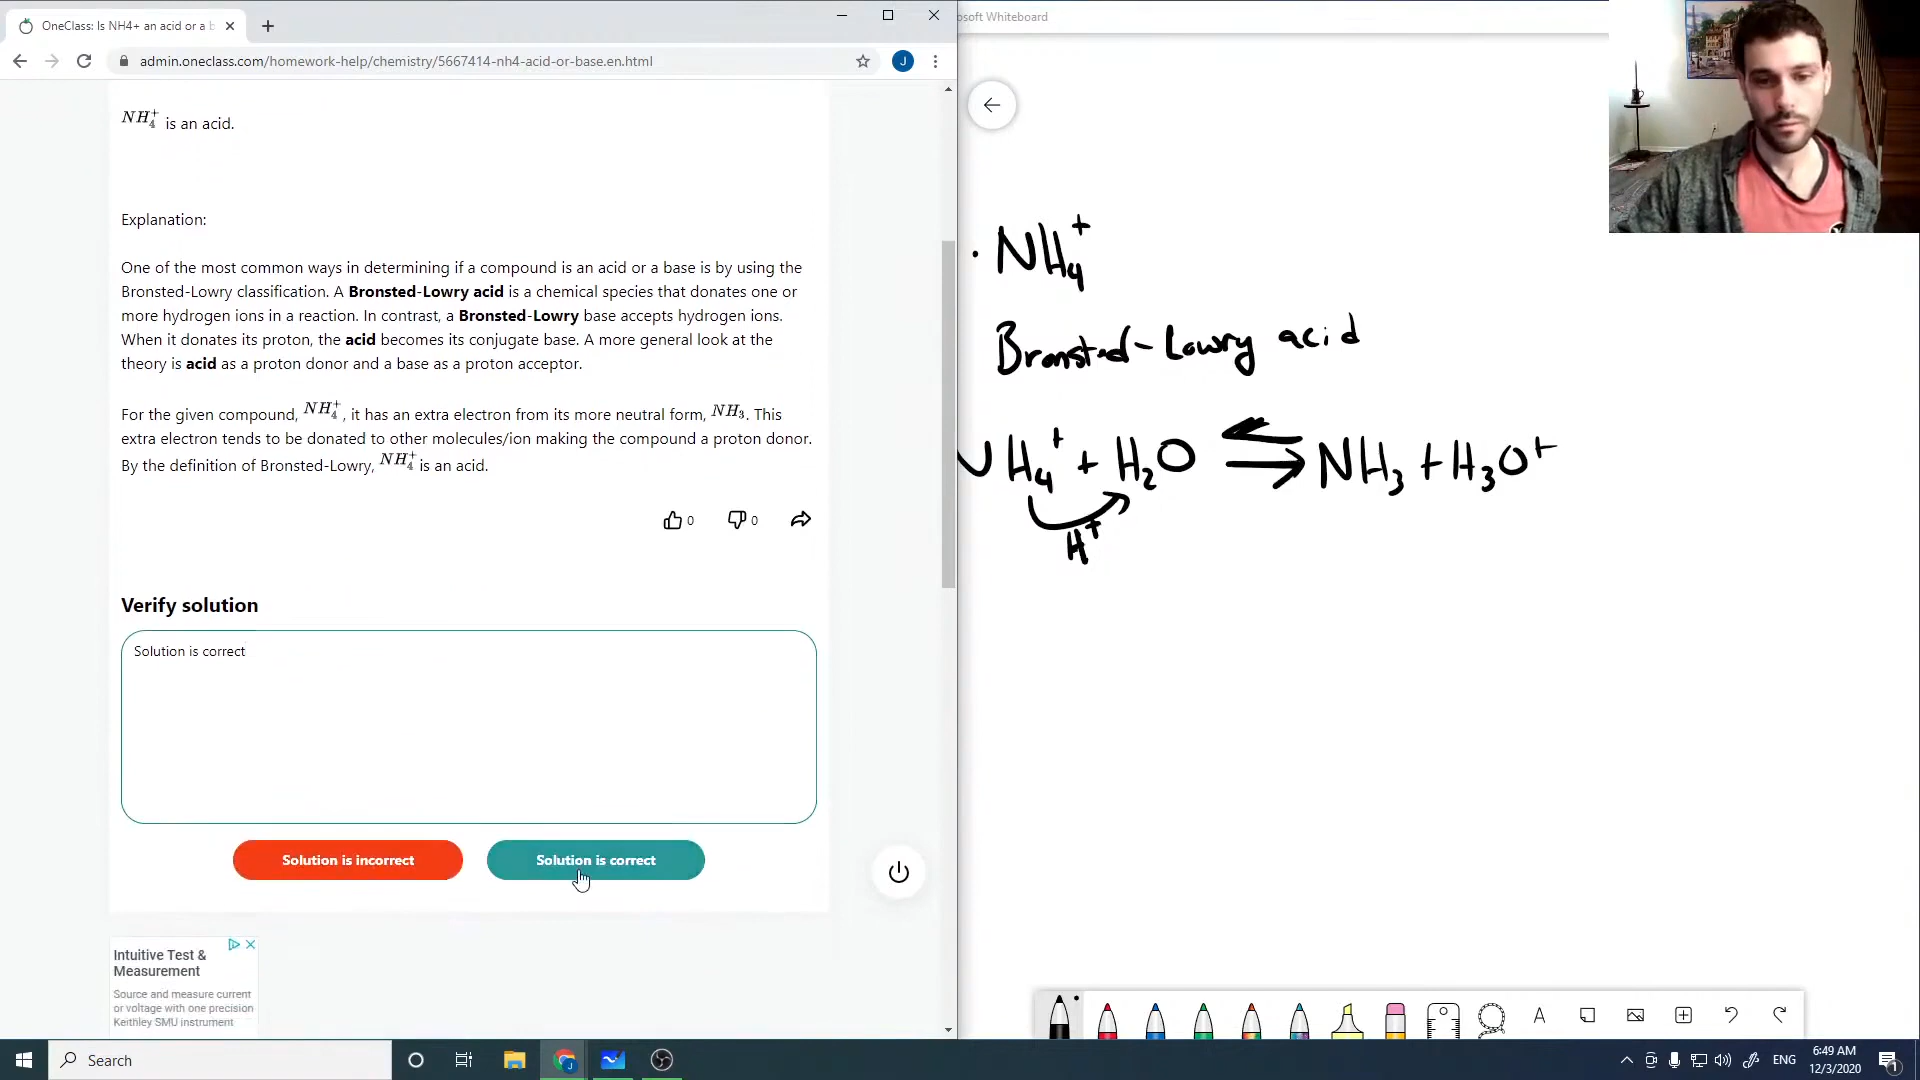 OneClass: Is NH4+ an acid or a b
osoft Whiteboard
admin.oneclass.com/homework-help/chemistry/5667414-nh4-acid-or-base.en.html
J
NH₄⁺ is an acid.
Explanation:
One of the most common ways in determining if a compound is an acid or a base is by using the
Bronsted-Lowry classification. A Bronsted-Lowry acid is a chemical species that donates one or
more hydrogen ions in a reaction. In contrast, a Bronsted-Lowry base accepts hydrogen ions.
When it donates its proton, the acid becomes its conjugate base. A more general look at the
theory is acid as a proton donor and a base as a proton acceptor.
For the given compound, NH₄⁺, it has an extra electron from its more neutral form, NH₃. This
extra electron tends to be donated to other molecules/ion making the compound a proton donor.
By the definition of Bronsted-Lowry, NH₄⁺ is an acid.
0 0
Verify solution
Solution is correct
Solution is incorrect Solution is correct
Intuitive Test &
Measurement
Source and measure current
or voltage with one precision
Keithley SMU instrument
· NH₄⁺
Bronsted-Lowry acid
NH₄⁺ + H₂O ⇌ NH₃ + H₃O⁺
H⁺
A
Search
J
ENG
6:49 AM
12/3/2020
1